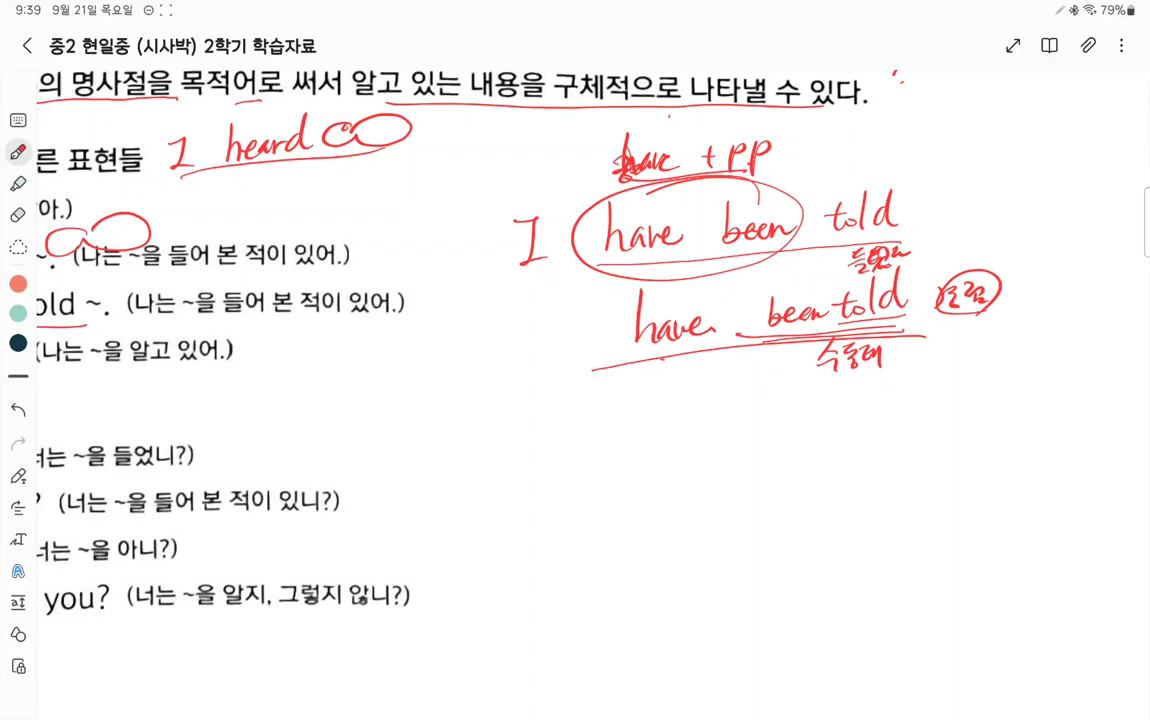 9:39 9월 21일 목요일 79%
중2 현일중 (시사박) 2학기 학습자료
의 명사절을 목적어로 써서 알고 있는 내용을 구체적으로 나타낼 수 있다.
I heard
른 표현들
have + pp
아.)
I have been told
~. (나는 ~을 들어 본 적이 있어.)
old ~. (나는 ~을 들어 본 적이 있어.)
have been told
수동태
(나는 ~을 알고 있어.)
너는 ~을 들었니?)
? (너는 ~을 들어 본 적이 있니?)
너는 ~을 아니?)
you? (너는 ~을 알지, 그렇지 않니?)